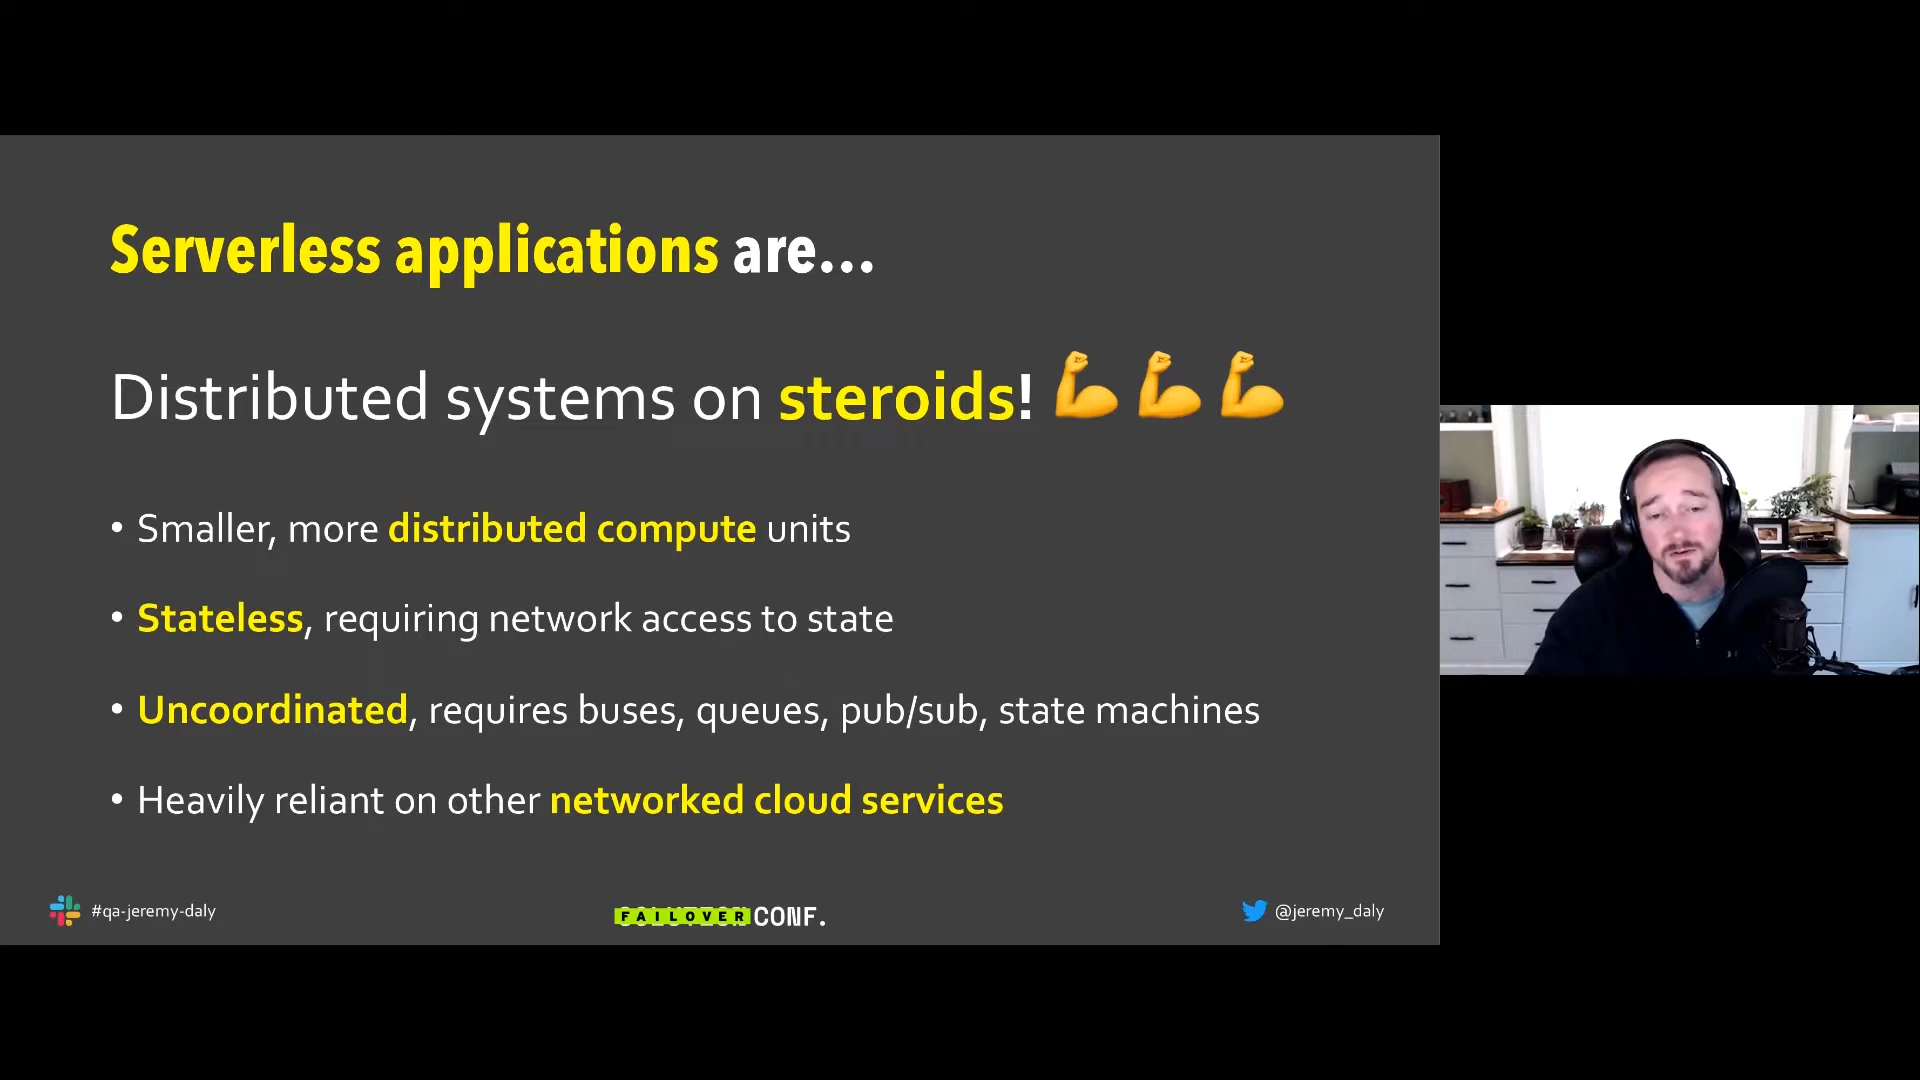 Serverless applications are...
Distributed systems on steroids! 💪💪💪
• Smaller, more distributed compute units
• Stateless, requiring network access to state
• Uncoordinated, requires buses, queues, pub/sub, state machines
• Heavily reliant on other networked cloud services
#qa-jeremy-daly
FAILOVER CONF.
@jeremy_daly